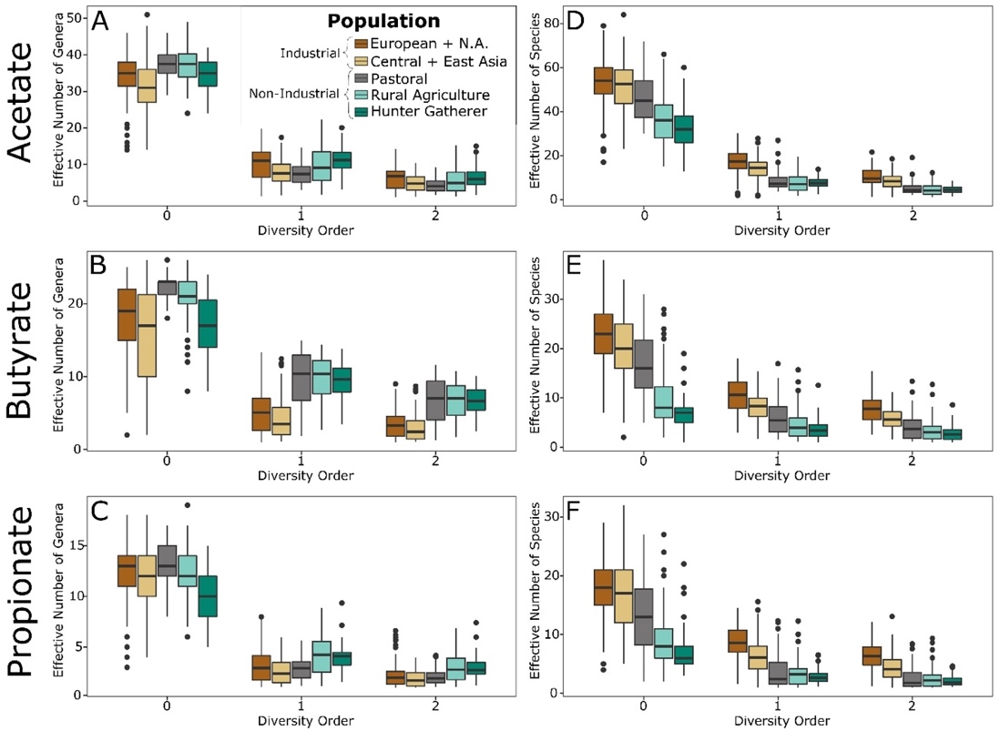 Acetate
A
Effective Number of Genera
50
40
30
20
10
0
0
1
2
Diversity Order
Population
Industrial
European + N.A.
Central + East Asia
Non-Industrial
Pastoral
Rural Agriculture
Hunter Gatherer
D
Effective Number of Species
80
60
40
20
0
0
1
2
Diversity Order
Butyrate
B
Effective Number of Genera
20
10
0
0
1
2
Diversity Order
E
Effective Number of Species
30
20
10
0
0
1
2
Diversity Order
Propionate
C
Effective Number of Genera
15
10
5
0
0
1
2
Diversity Order
F
Effective Number of Species
30
20
10
0
0
1
2
Diversity Order